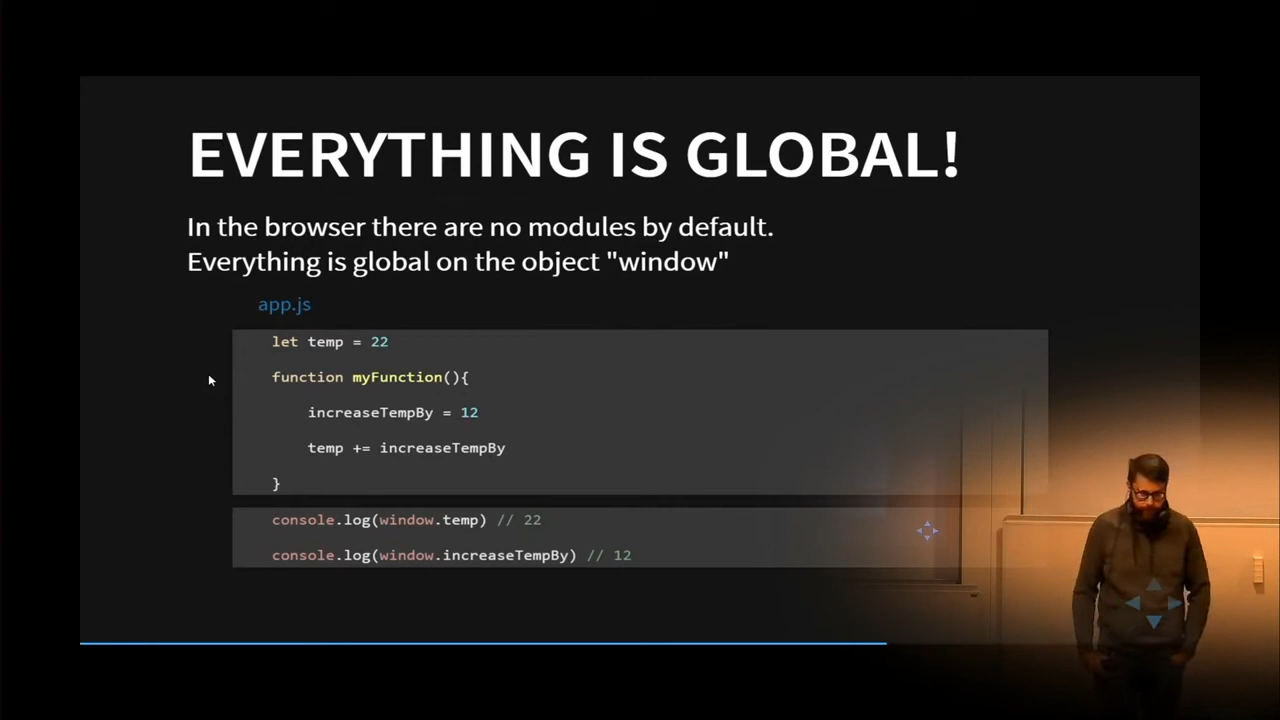 EVERYTHING IS GLOBAL!
In the browser there are no modules by default.
Everything is global on the object "window"
app.js
let temp = 22
function myFunction(){
increaseTempBy = 12
temp += increaseTempBy
}
console.log(window.temp) // 22
console.log(window.increaseTempBy) // 12